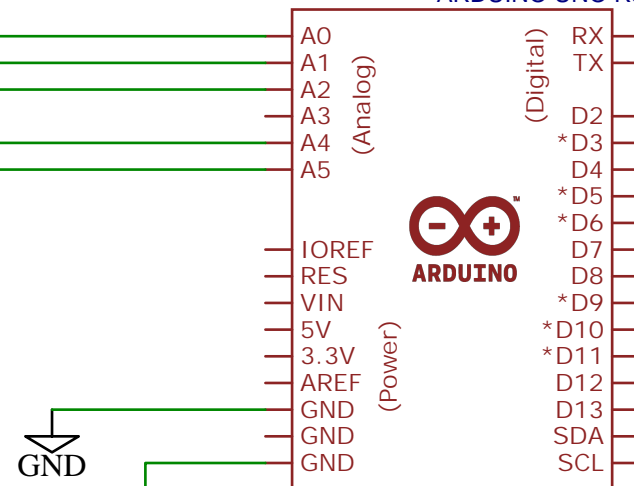 A0
A1
A2
A3
A4
A5
(Analog)
IOREF
RES
VIN
5V
3.3V
AREF
GND
GND
GND
(Power)
ARDUINO
™
(Digital)
RX
TX
D2
*D3
D4
*D5
*D6
D7
D8
*D9
*D10
*D11
D12
D13
SDA
SCL
GND